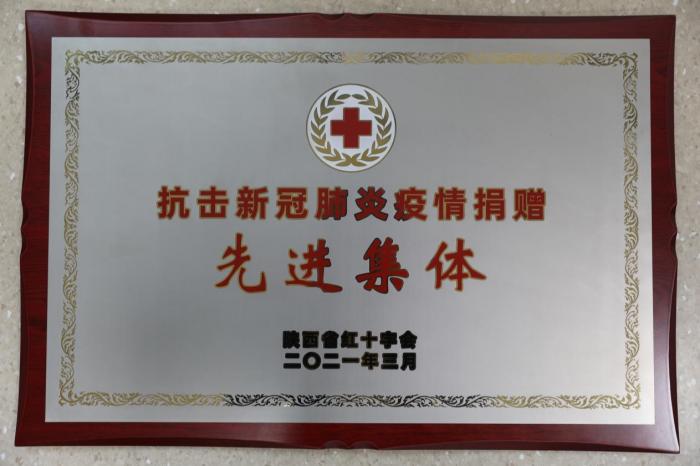 抗击新冠肺炎疫情捐赠
先进集体
陕西省红十字会
二〇二一年三月